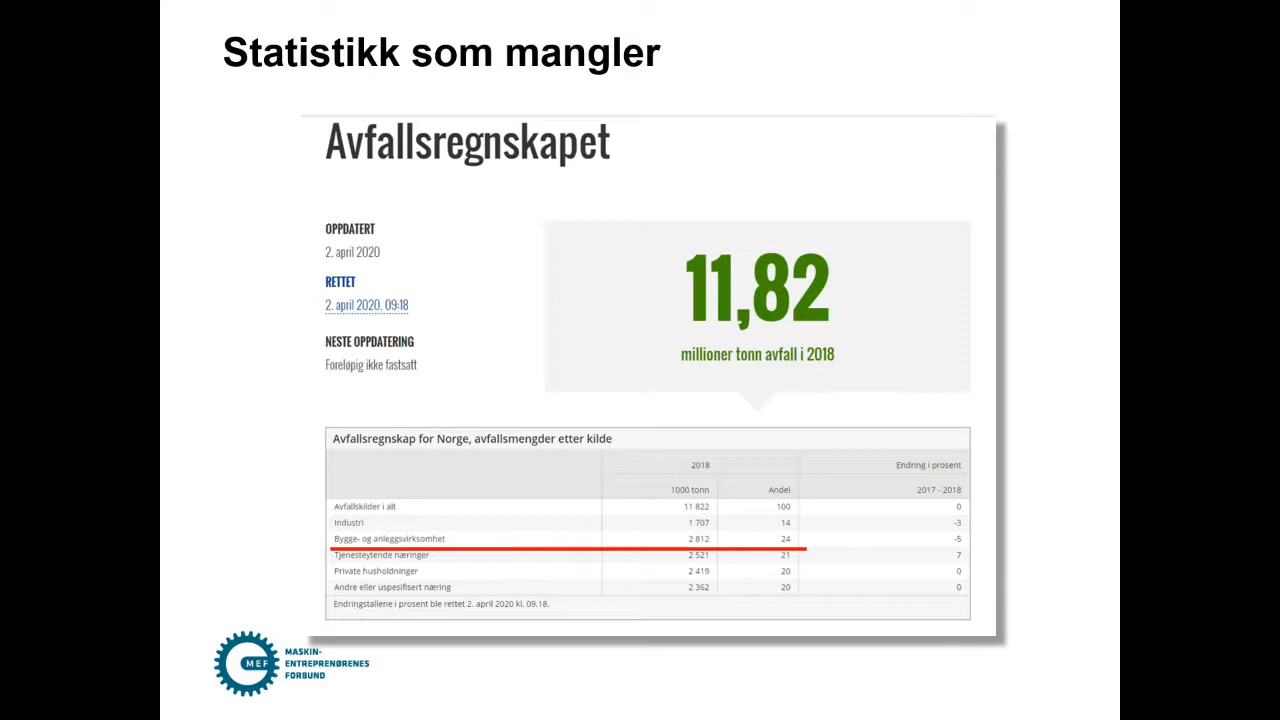 Statistikk som mangler
Avfallsregnskapet
OPPDATERT
2. april 2020
RETTET
2. april 2020, 09:18
NESTE OPPDATERING
Foreløpig ikke fastsatt
11,82
millioner tonn avfall i 2018
Avfallsregnskap for Norge, avfallsmengder etter kilde
2018 Endring i prosent
1000 tonn Andel 2017 - 2018
Avfallskilder i alt 11 822 100 0
Industri 1 707 14 -3
Bygge- og anleggsvirksomhet 2 812 24 -5
Tjenesteytende næringer 2 521 21 7
Private husholdninger 2 419 20 0
Andre eller uspesifisert næring 2 362 20 0
Endringstallene i prosent ble rettet 2. april 2020 kl. 09.18.
MEF
MASKIN-
ENTREPRENØRENES
FORBUND